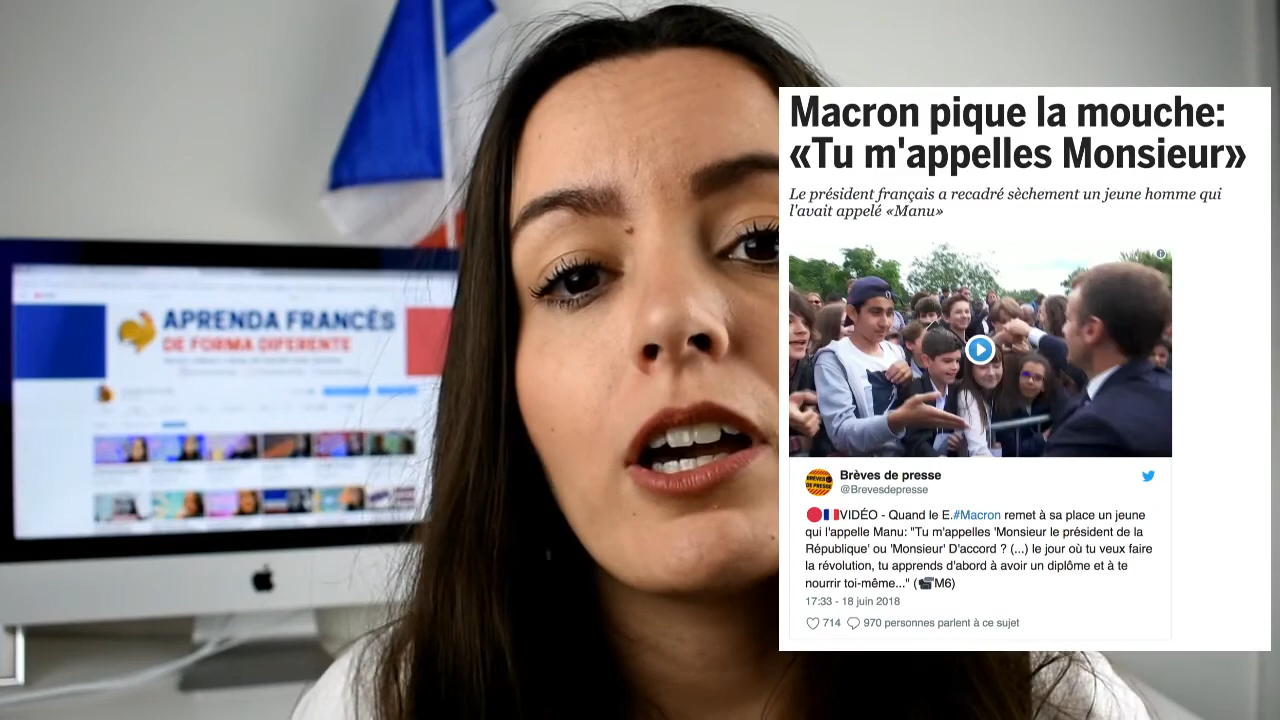 APRENDA FRANCÊS
DE FORMA DIFERENTE
Macron pique la mouche:
«Tu m'appelles Monsieur»
Le président français a recadré sèchement un jeune homme qui
l'avait appelé «Manu»
Brèves de presse
@Brevesdepresse
VIDÉO - Quand le E.#Macron remet à sa place un jeune
qui l'appelle Manu: "Tu m'appelles 'Monsieur le président de la
République' ou 'Monsieur' D'accord ? (...) le jour où tu veux faire
la révolution, tu apprends d'abord à avoir un diplôme et à te
nourrir toi-même..." (M6)
17:33 - 18 juin 2018
714 970 personnes parlent à ce sujet